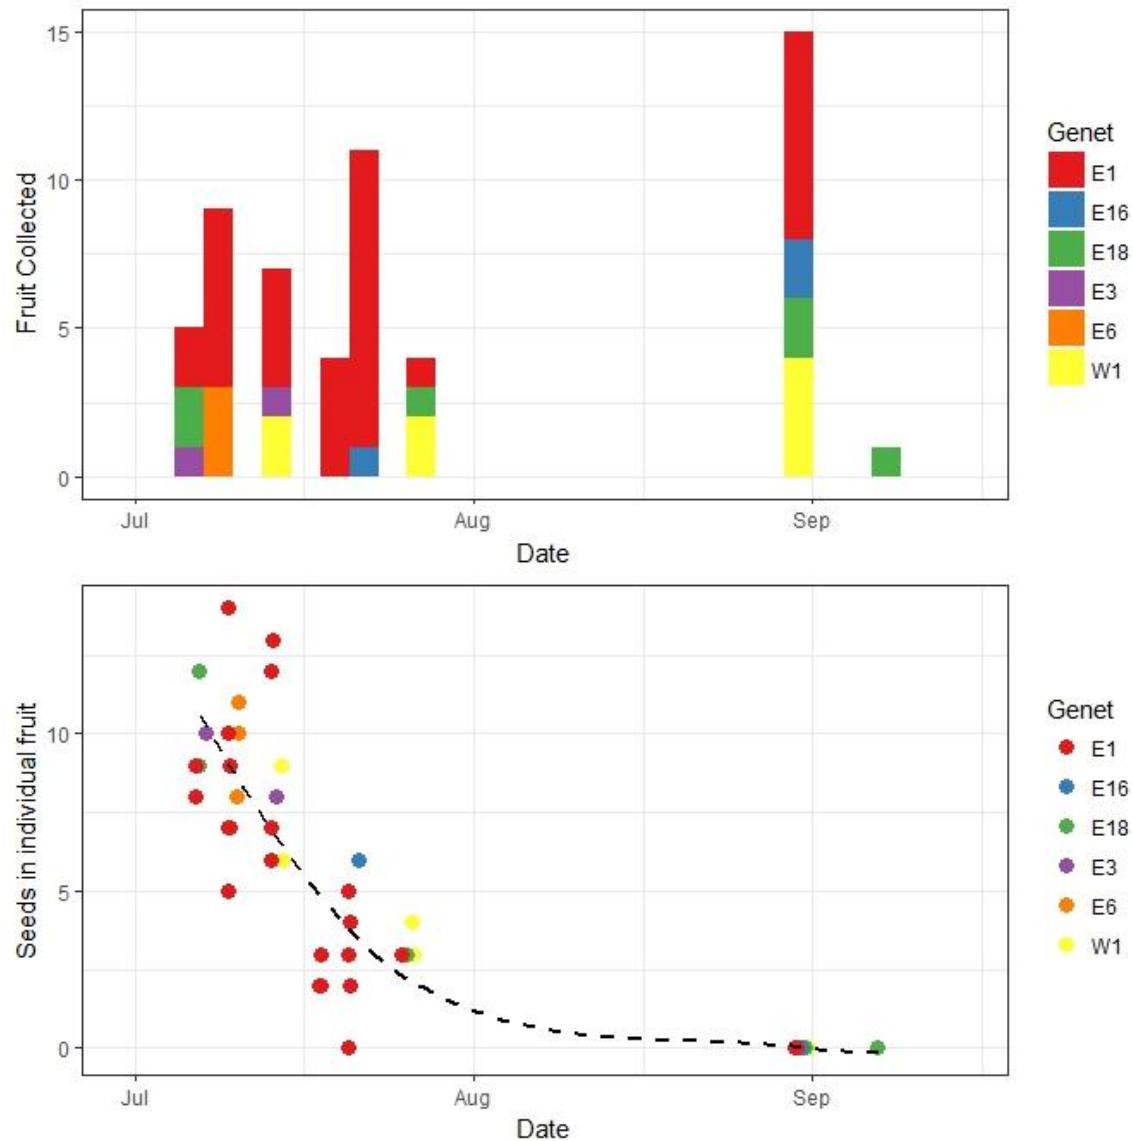 15
10
5
0
Fruit Collected
Jul
Aug
Sep
Date
Genet
E1
E16
E18
E3
E6
W1
10
5
0
Seeds in individual fruit
Jul
Aug
Sep
Date
Genet
E1
E16
E18
E3
E6
W1